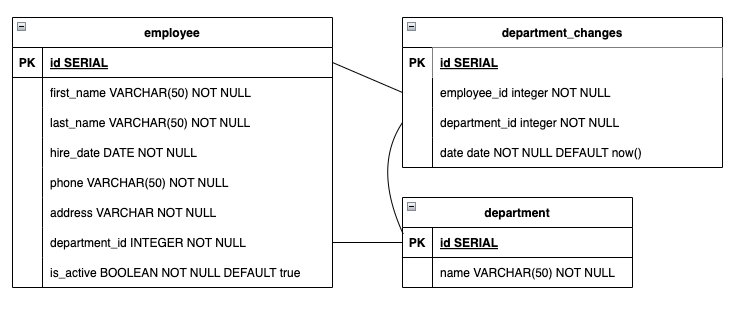 employee
PK id SERIAL
first_name VARCHAR(50) NOT NULL
last_name VARCHAR(50) NOT NULL
hire_date DATE NOT NULL
phone VARCHAR(50) NOT NULL
address VARCHAR NOT NULL
department_id INTEGER NOT NULL
is_active BOOLEAN NOT NULL DEFAULT true
department_changes
PK id SERIAL
employee_id integer NOT NULL
department_id integer NOT NULL
date date NOT NULL DEFAULT now()
department
PK id SERIAL
name VARCHAR(50) NOT NULL